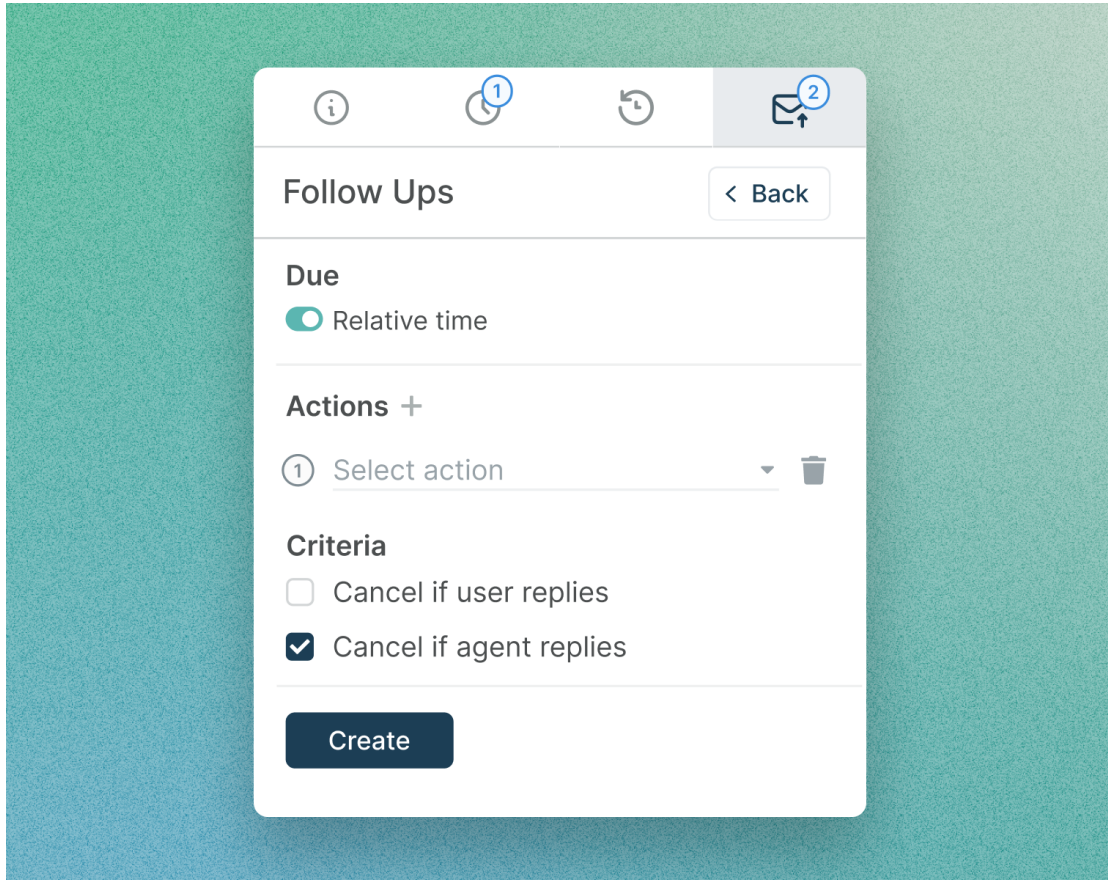 1
2
Follow Ups
Back
Due
Relative time
Actions
1 Select action
Criteria
Cancel if user replies
Cancel if agent replies
Create